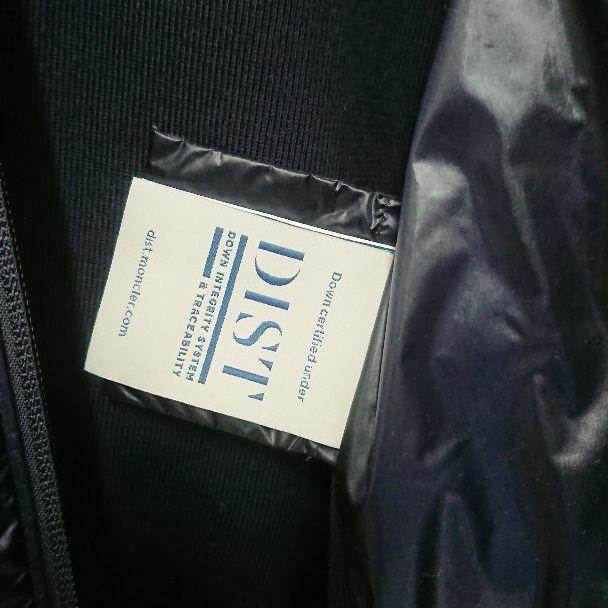 Down certified under
DIST
DOWN INTEGRITY SYSTEM
& TRACEABILITY
dist.moncler.com